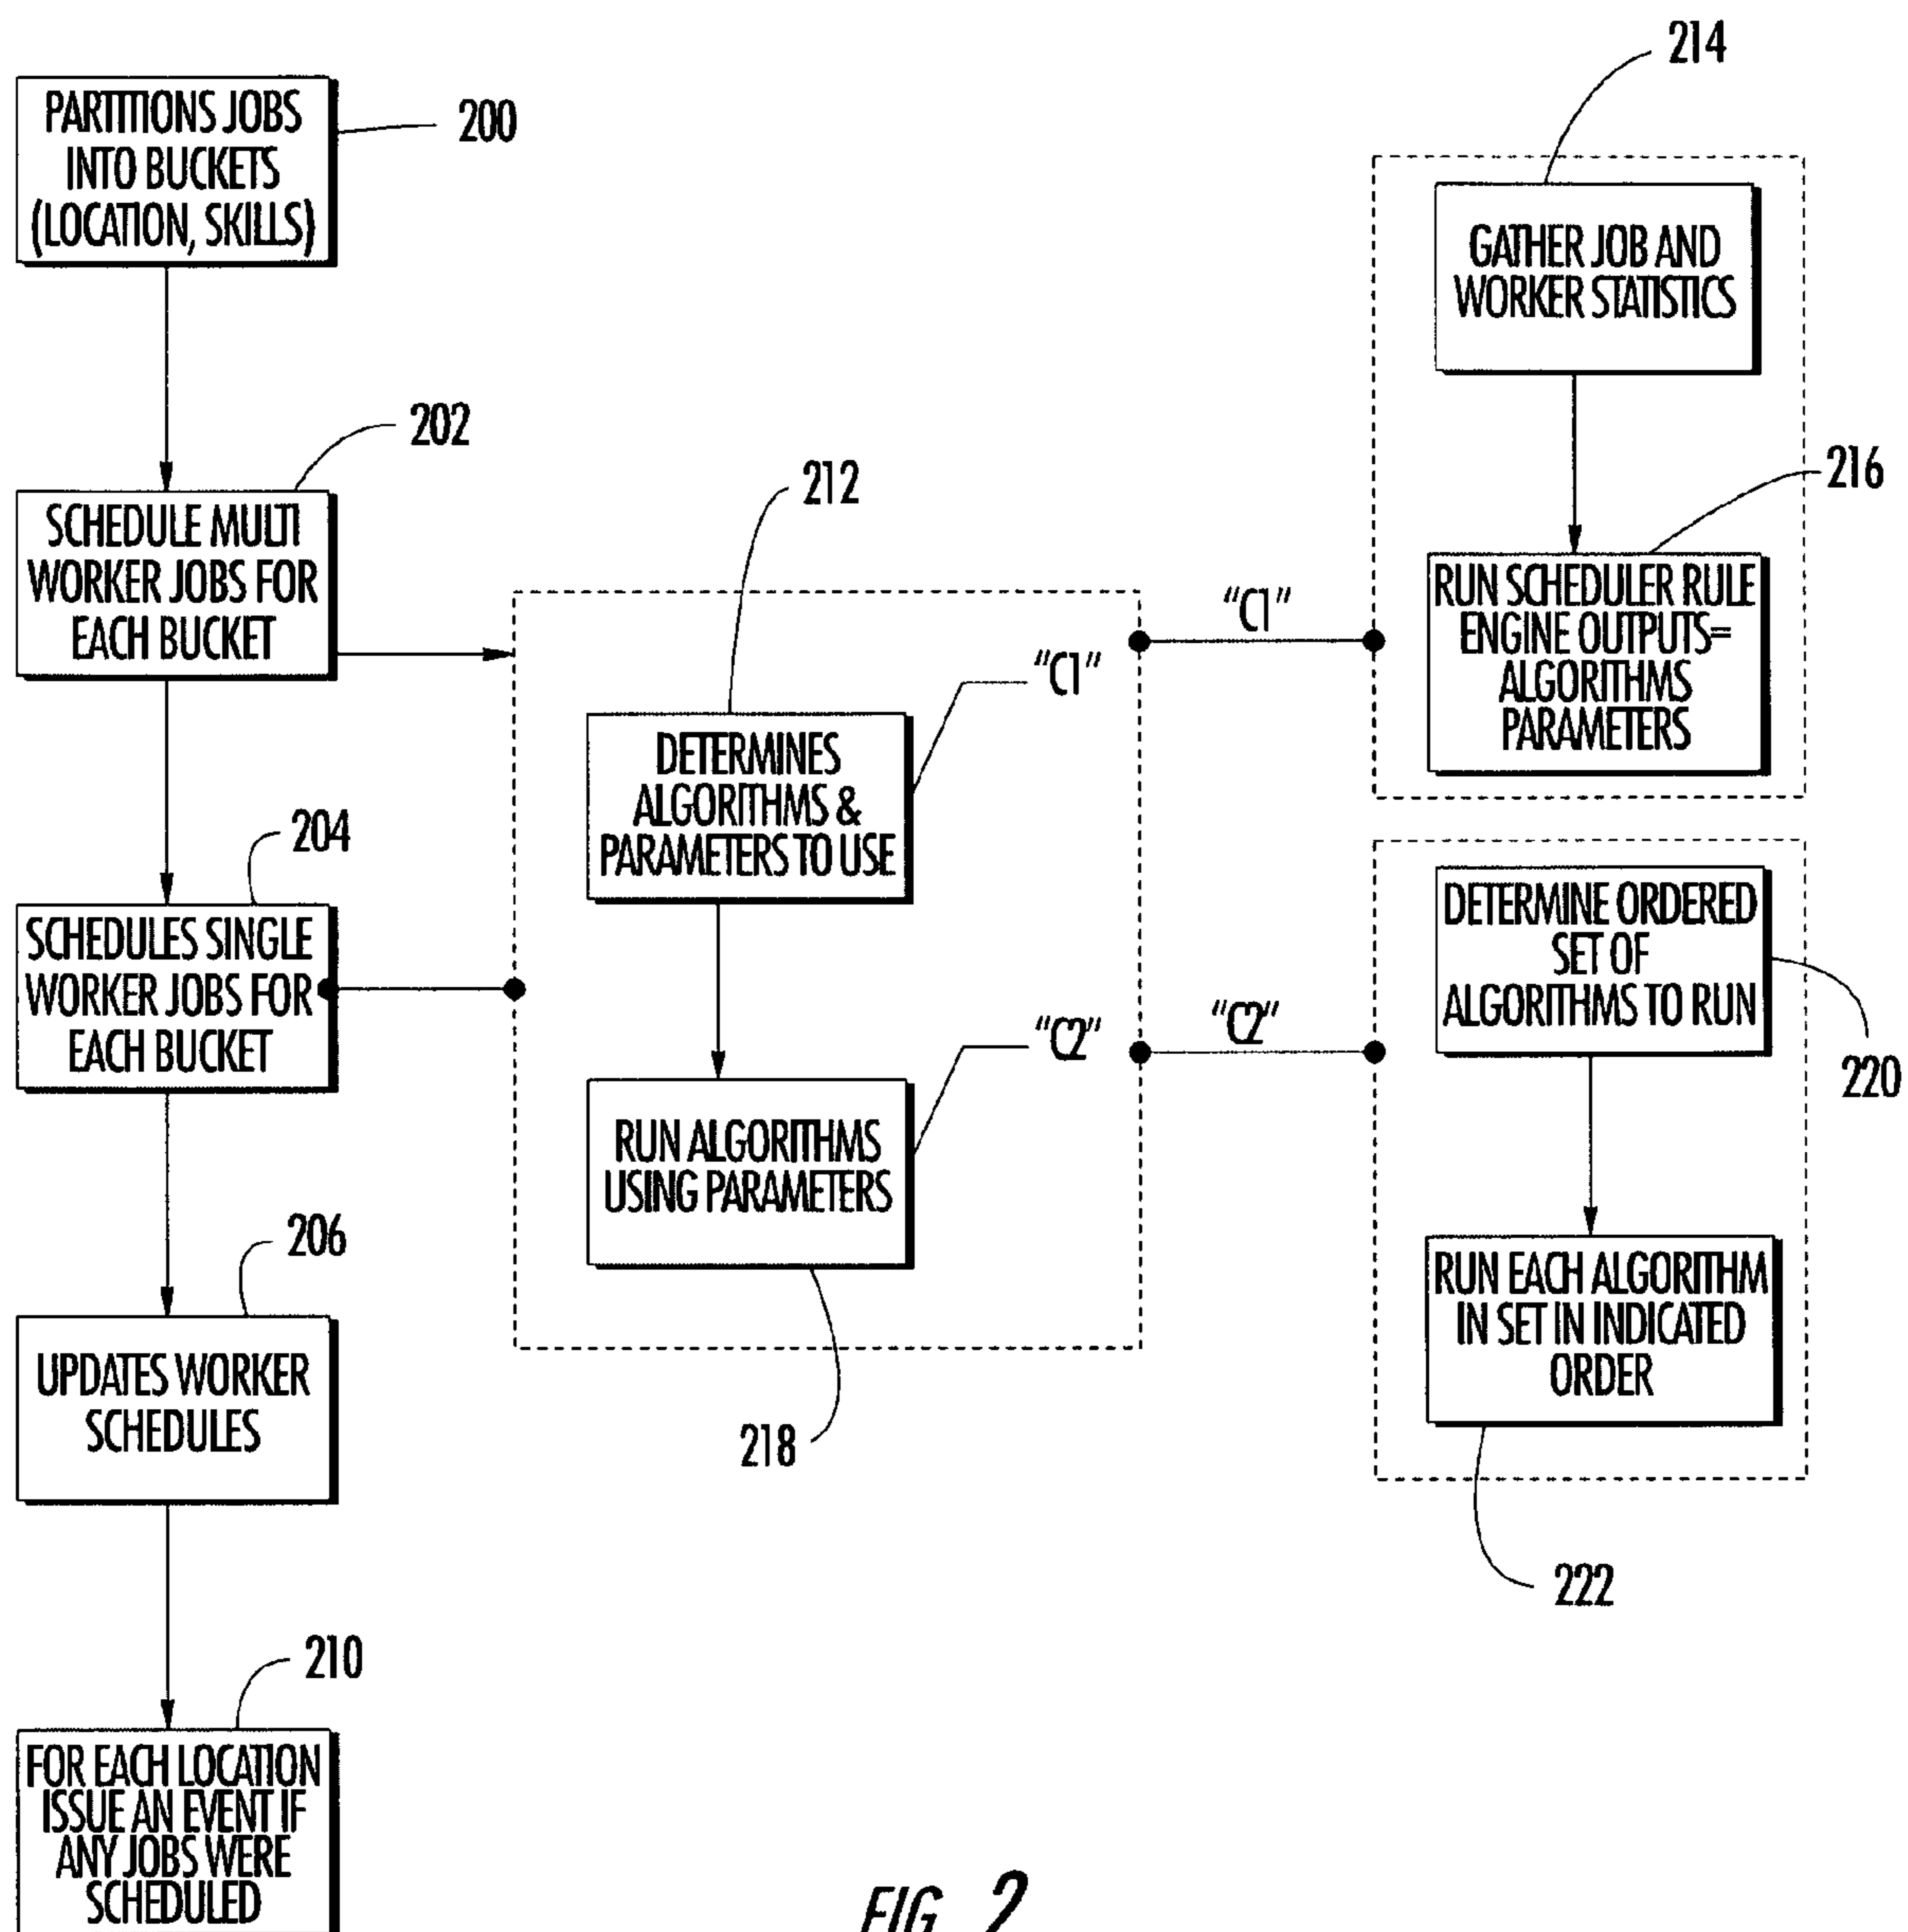 PARTITIONS JOBS
INTO BUCKETS
(LOCATION, SKILLS)
200
SCHEDULE MULTI
WORKER JOBS FOR
EACH BUCKET
202
SCHEDULES SINGLE
WORKER JOBS FOR
EACH BUCKET
204
UPDATES WORKER
SCHEDULES
206
FOR EACH LOCATION
ISSUE AN EVENT IF
ANY JOBS WERE
SCHEDULED
210
212
"C1"
DETERMINES
ALGORITHMS &
PARAMETERS TO USE
"C2"
RUN ALGORITHMS
USING PARAMETERS
218
"C1"
"C2"
214
GATHER JOB AND
WORKER STATISTICS
216
RUN SCHEDULER RULE
ENGINE OUTPUTS=
ALGORITHMS
PARAMETERS
DETERMINE ORDERED
SET OF
ALGORITHMS TO RUN
220
RUN EACH ALGORITHM
IN SET IN INDICATED
ORDER
222
FIG. 2